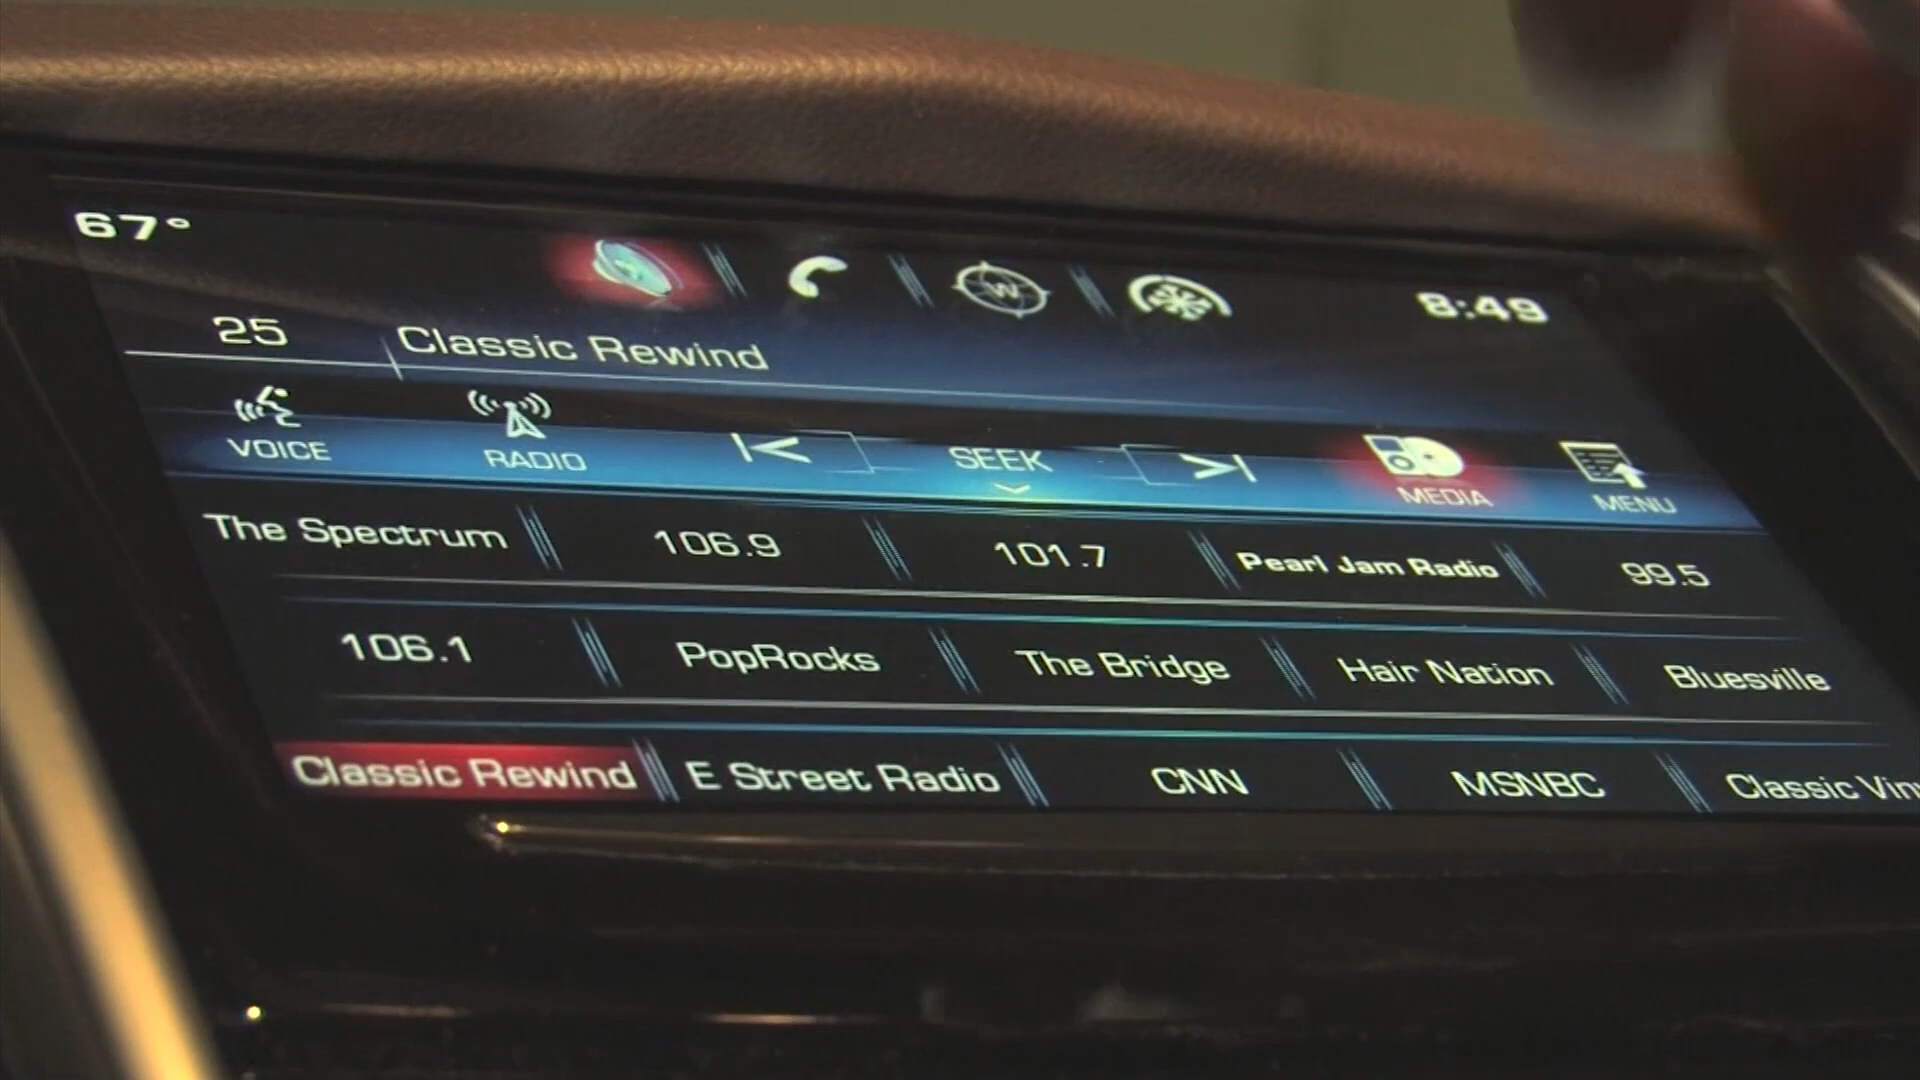 67°
W
8:49
25 Classic Rewind
VOICE RADIO SEEK MEDIA MENU
The Spectrum 106.9 101.7 Pearl Jam Radio 99.5
106.1 PopRocks The Bridge Hair Nation Bluesville
Classic Rewind E Street Radio CNN MSNBC Classic